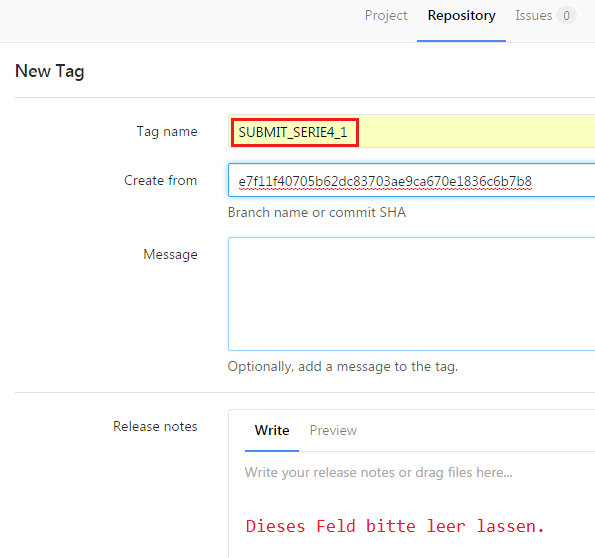 Project Repository Issues 0
New Tag
Tag name SUBMIT_SERIE4_1
Create from e7f11f40705b62dc83703ae9ca670e1836c6b7b8
Branch name or commit SHA
Message
Optionally, add a message to the tag.
Release notes Write Preview
Write your release notes or drag files here...
Dieses Feld bitte leer lassen.